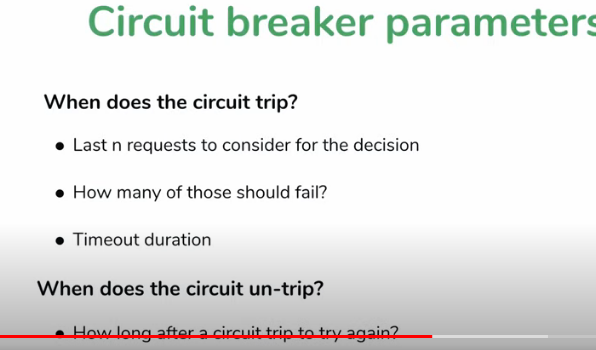 Circuit breaker parameters
When does the circuit trip?
● Last n requests to consider for the decision
● How many of those should fail?
● Timeout duration
When does the circuit un-trip?
● How long after a circuit trip to try again?